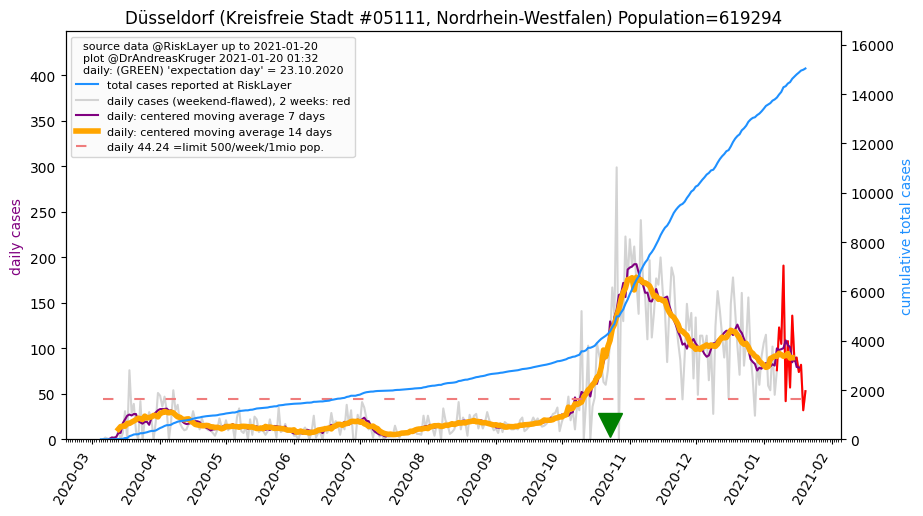 Düsseldorf (Kreisfreie Stadt #05111, Nordrhein-Westfalen) Population=619294
source data @RiskLayer up to 2021-01-20
plot @DrAndreasKruger 2021-01-20 01:32
daily: (GREEN) 'expectation day' = 23.10.2020
total cases reported at RiskLayer
daily cases (weekend-flawed), 2 weeks: red
daily: centered moving average 7 days
daily: centered moving average 14 days
daily 44.24 =limit 500/week/1mio pop.
daily cases
400
350
300
250
200
150
100
50
0
cumulative total cases
16000
14000
12000
10000
8000
6000
4000
2000
0
2020-03
2020-04
2020-05
2020-06
2020-07
2020-08
2020-09
2020-10
2020-11
2020-12
2021-01
2021-02